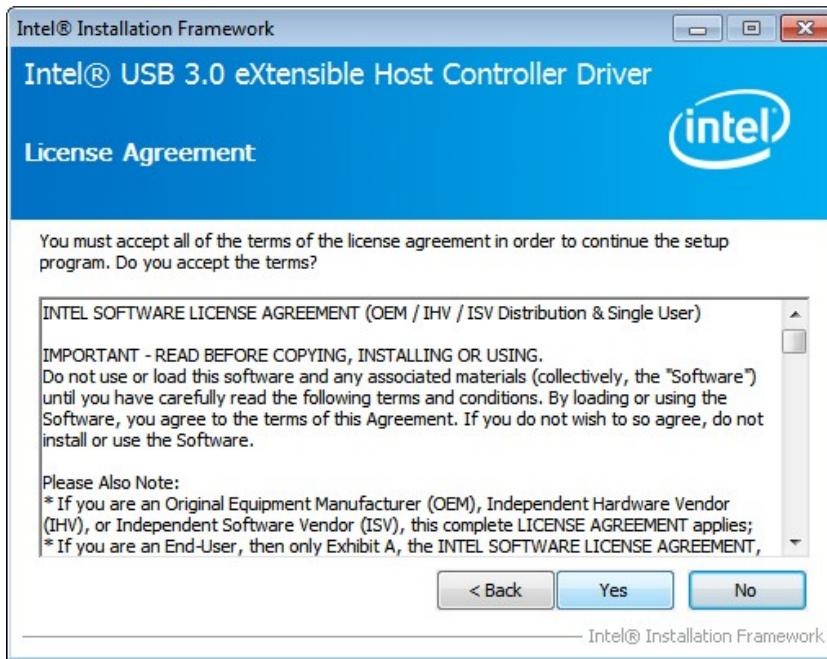 Intel® Installation Framework
Intel® USB 3.0 eXtensible Host Controller Driver
intel
License Agreement
You must accept all of the terms of the license agreement in order to continue the setup
program. Do you accept the terms?
INTEL SOFTWARE LICENSE AGREEMENT (OEM / IHV / ISV Distribution & Single User)
IMPORTANT - READ BEFORE COPYING, INSTALLING OR USING.
Do not use or load this software and any associated materials (collectively, the "Software")
until you have carefully read the following terms and conditions. By loading or using the
Software, you agree to the terms of this Agreement. If you do not wish to so agree, do not
install or use the Software.
Please Also Note:
* If you are an Original Equipment Manufacturer (OEM), Independent Hardware Vendor
(IHV), or Independent Software Vendor (ISV), this complete LICENSE AGREEMENT applies;
* If you are an End-User, then only Exhibit A, the INTEL SOFTWARE LICENSE AGREEMENT,
< Back
Yes
No
Intel® Installation Framework